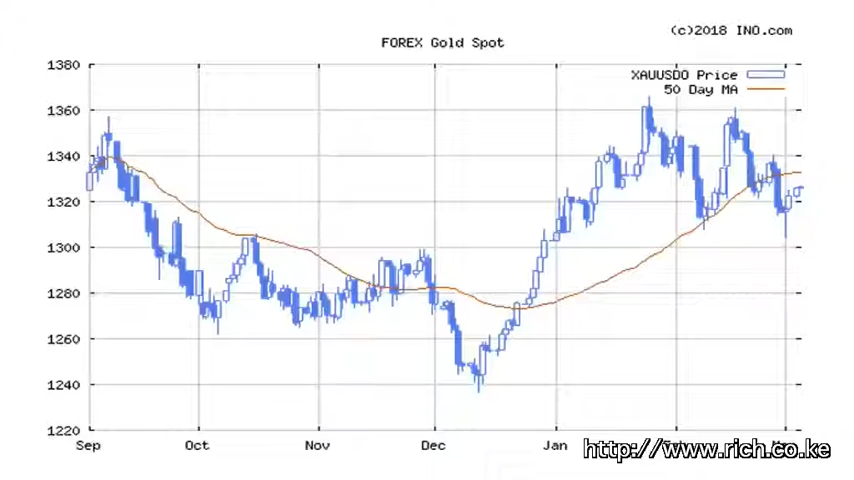 (c)2018 INO.com
FOREX Gold Spot
1380
XAUUSDO Price
50 Day MA
1360
1340
1320
1300
1280
1260
1240
1220
Sep Oct Nov Dec Jan
http://www.rich.co.ke